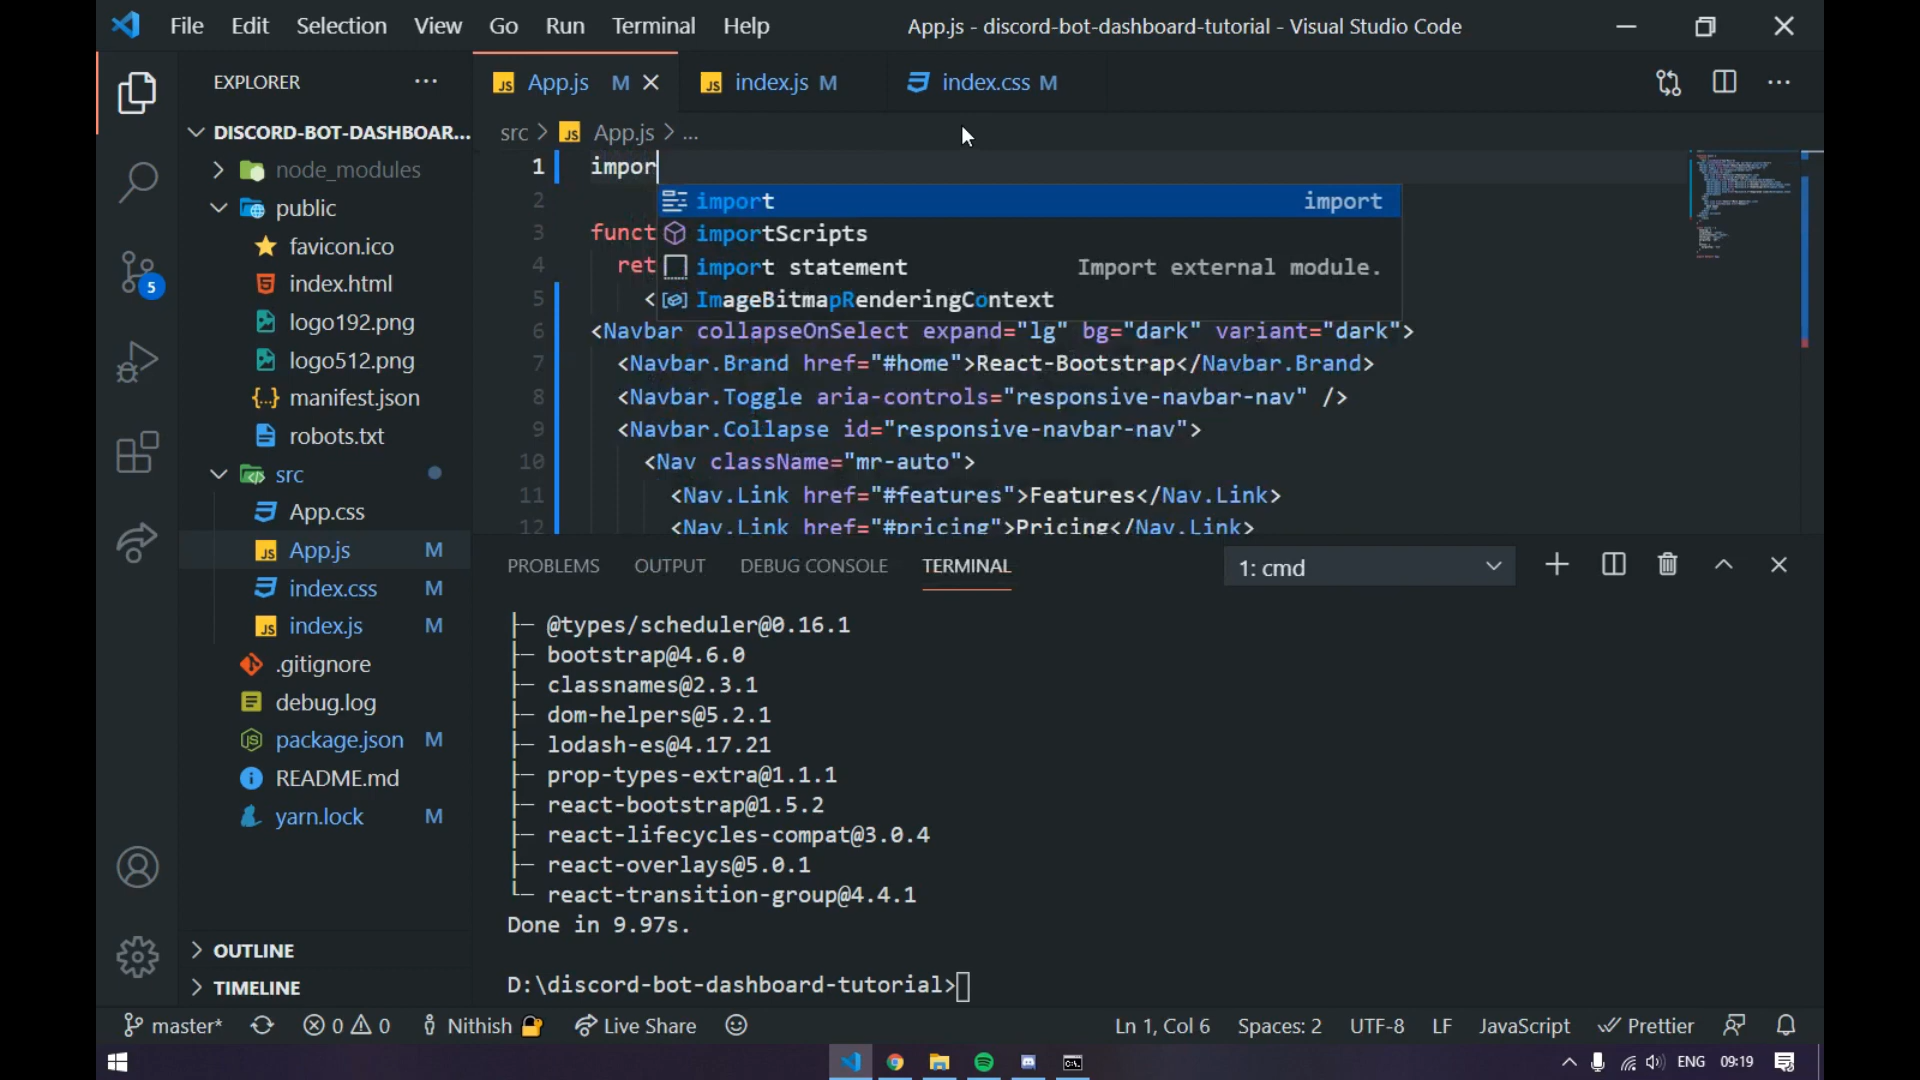 File Edit Selection View Go Run Terminal Help App.js - discord-bot-dashboard-tutorial - Visual Studio Code
EXPLORER
DISCORD-BOT-DASHBOAR...
node_modules
public
favicon.ico
index.html
logo192.png
logo512.png
{..} manifest.json
robots.txt
src
App.css
JS App.js M
index.css M
JS index.js M
.gitignore
debug.log
package.json M
README.md
yarn.lock M
OUTLINE
TIMELINE
5
JS App.js M
JS index.js M
index.css M
src > JS App.js > ...
1 impor
2
3 funct
4 ret
5 <
import import
importScripts
import statement Import external module.
ImageBitmapRenderingContext
6 <Navbar collapseOnSelect expand="lg" bg="dark" variant="dark">
7 <Navbar.Brand href="#home">React-Bootstrap</Navbar.Brand>
8 <Navbar.Toggle aria-controls="responsive-navbar-nav" />
9 <Navbar.Collapse id="responsive-navbar-nav">
10 <Nav className="mr-auto">
11 <Nav.Link href="#features">Features</Nav.Link>
12 <Nav.Link href="#pricing">Pricing</Nav.Link>
PROBLEMS OUTPUT DEBUG CONSOLE TERMINAL 1: cmd
├─ @types/scheduler@0.16.1
├─ bootstrap@4.6.0
├─ classnames@2.3.1
├─ dom-helpers@5.2.1
├─ lodash-es@4.17.21
├─ prop-types-extra@1.1.1
├─ react-bootstrap@1.5.2
├─ react-lifecycles-compat@3.0.4
├─ react-overlays@5.0.1
└─ react-transition-group@4.4.1
Done in 9.97s.
D:\discord-bot-dashboard-tutorial>
master* 0 0 Nithish Live Share Ln 1, Col 6 Spaces: 2 UTF-8 LF JavaScript Prettier
ENG 09:19